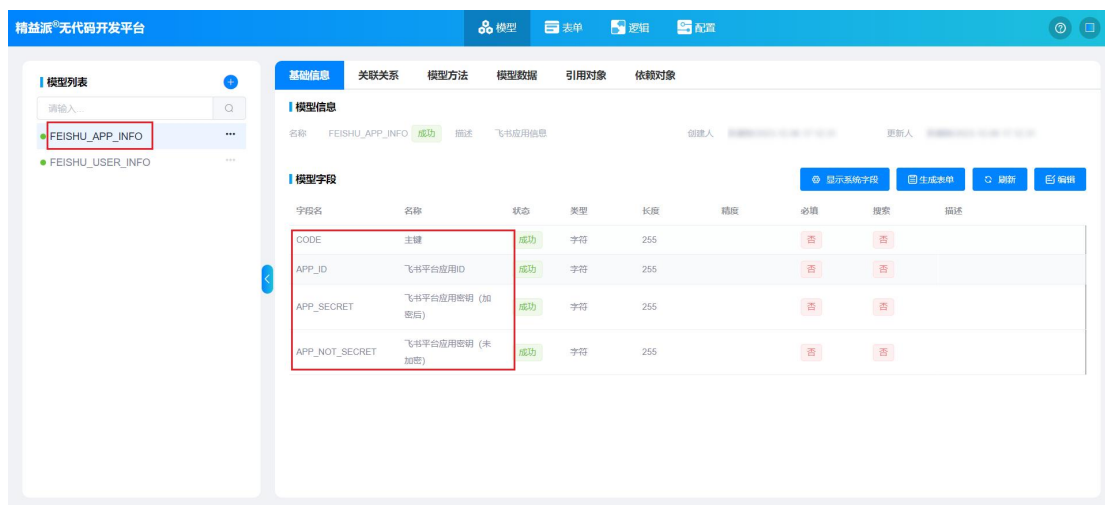 精益派®无代码开发平台 模型 表单 逻辑 配置
模型列表
请输入...
FEISHU_APP_INFO
FEISHU_USER_INFO
基础信息 关联关系 模型方法 模型数据 引用对象 依赖对象
模型信息
名称 FEISHU_APP_INFO 成功 描述 飞书应用信息 创建人 更新人
模型字段 显示系统字段 生成表单 刷新 编辑
字段名 名称 状态 类型 长度 精度 必填 搜索 描述
CODE 主键 成功 字符 255 否 否
APP_ID 飞书平台应用ID 成功 字符 255 否 否
APP_SECRET 飞书平台应用密钥（加
密后） 成功 字符 255 否 否
APP_NOT_SECRET 飞书平台应用密钥（未
加密） 成功 字符 255 否 否